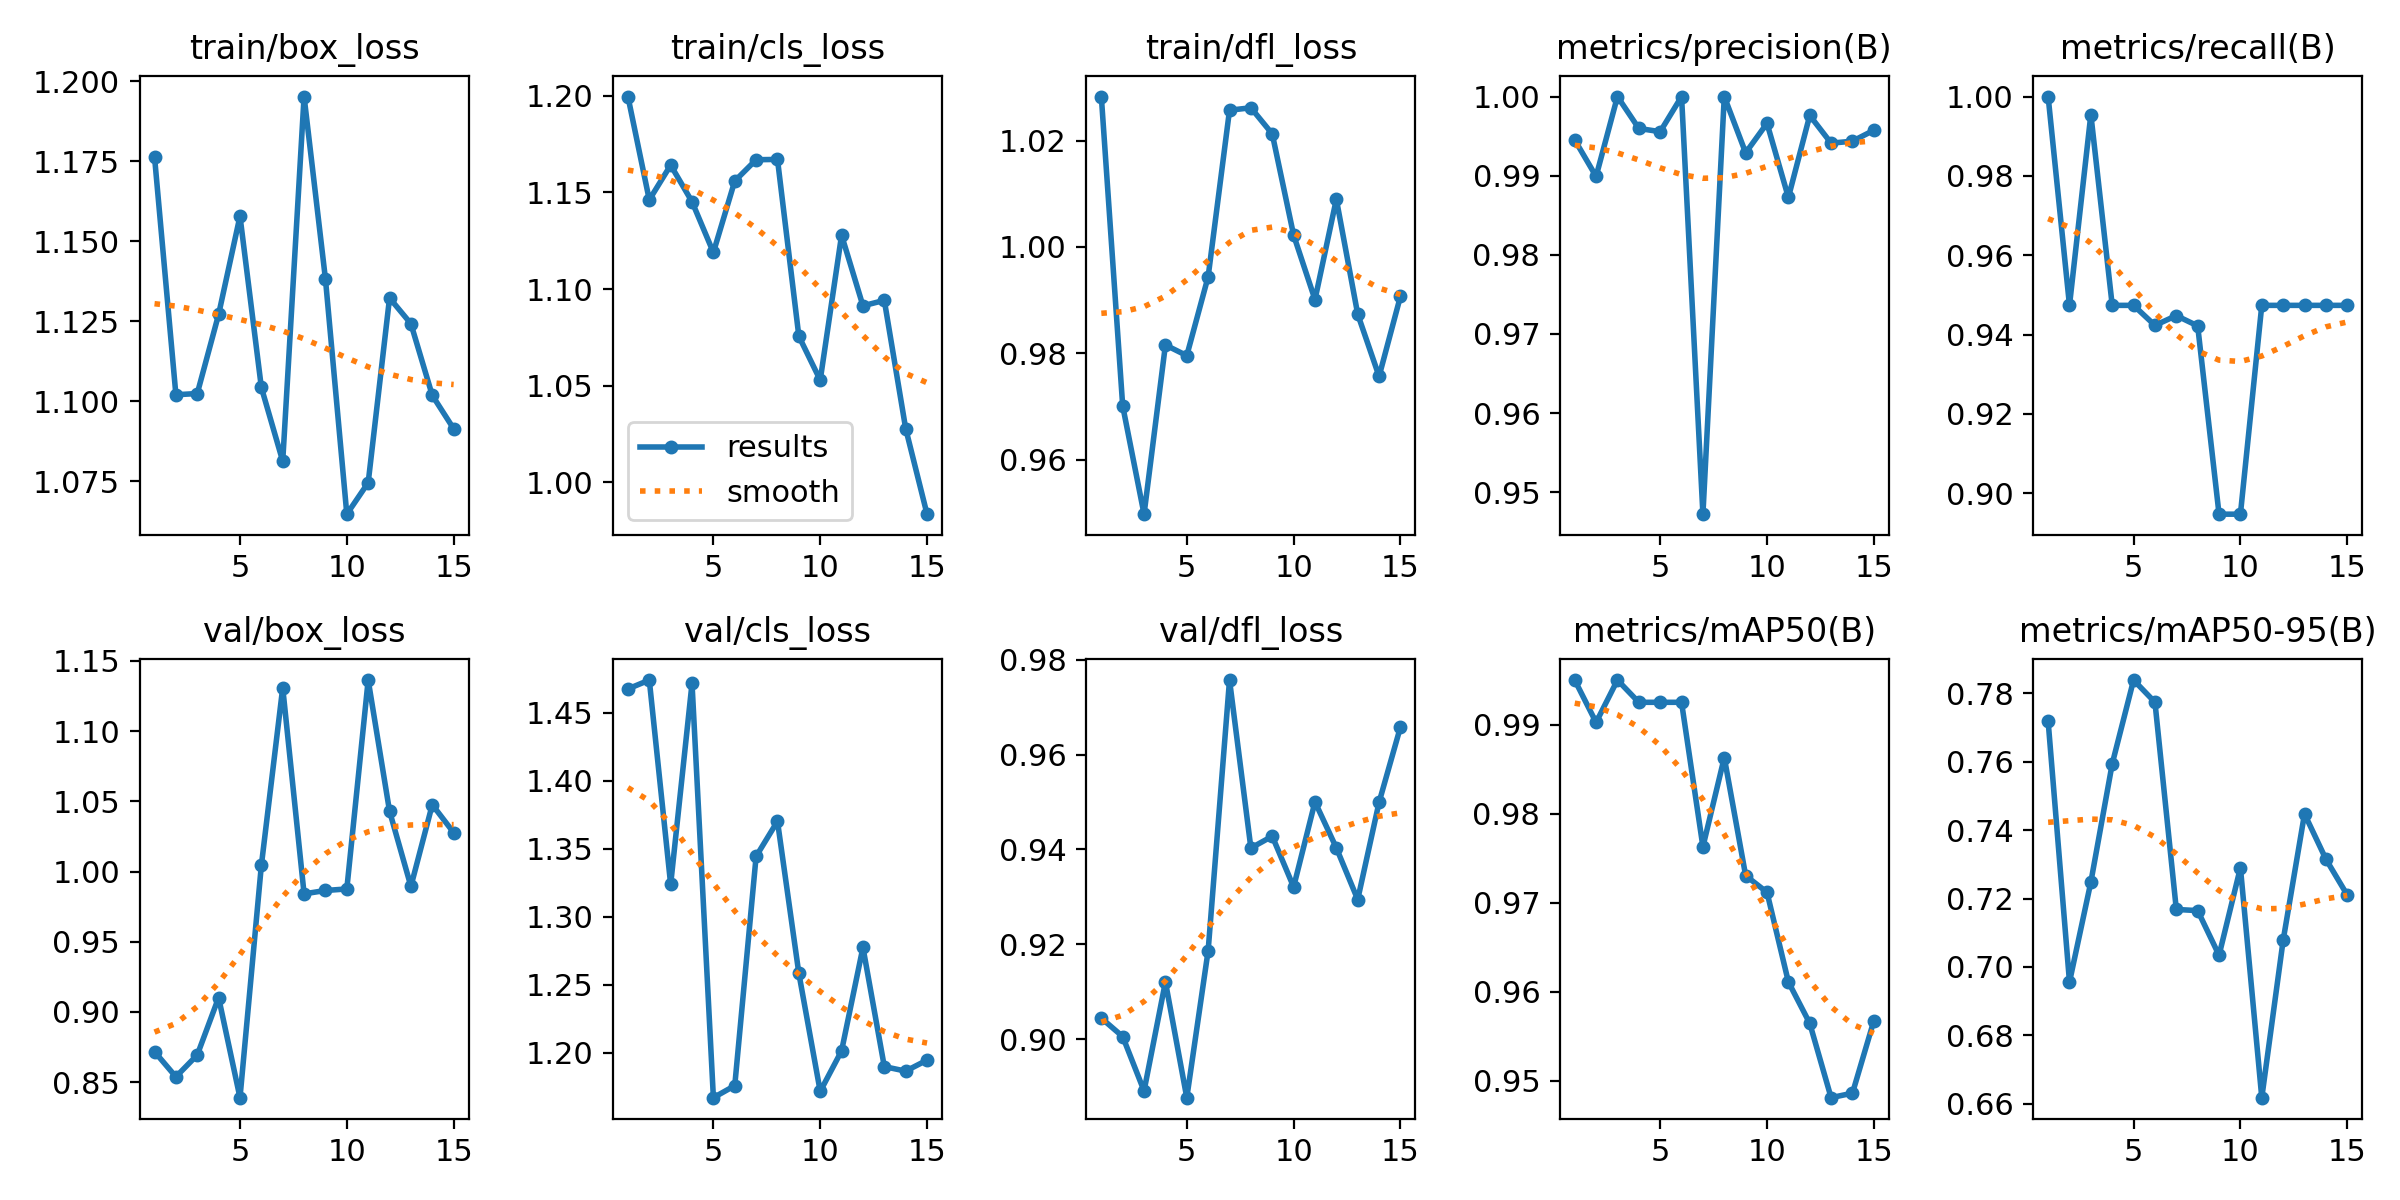 train/box_loss
train/cls_loss
train/dfl_loss
metrics/precision(B)
metrics/recall(B)
1.200
1.175
1.150
1.125
1.100
1.075
5 10 15
1.20
1.15
1.10
1.05
1.00
results
smooth
5 10 15
1.02
1.00
0.98
0.96
5 10 15
1.00
0.99
0.98
0.97
0.96
0.95
5 10 15
1.00
0.98
0.96
0.94
0.92
0.90
5 10 15
val/box_loss
val/cls_loss
val/dfl_loss
metrics/mAP50(B)
metrics/mAP50-95(B)
1.15
1.10
1.05
1.00
0.95
0.90
0.85
5 10 15
1.45
1.40
1.35
1.30
1.25
1.20
5 10 15
0.98
0.96
0.94
0.92
0.90
5 10 15
0.99
0.98
0.97
0.96
0.95
5 10 15
0.78
0.76
0.74
0.72
0.70
0.68
0.66
5 10 15